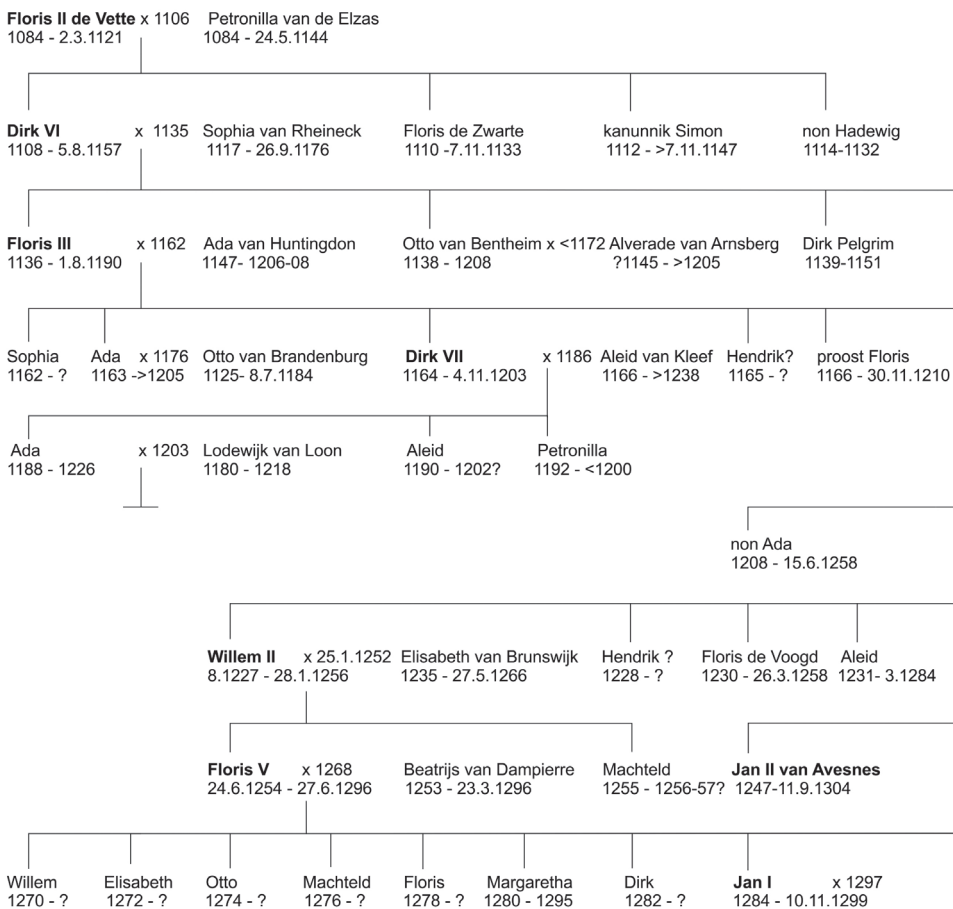 Floris II de Vette x 1106 Petronilla van de Elzas
1084 - 2.3.1121 1084 - 24.5.1144
Dirk VI x 1135 Sophia van Rheineck Floris de Zwarte kanunnik Simon non Hadewig
1108 - 5.8.1157 1117 - 26.9.1176 1110 -7.11.1133 1112 - >7.11.1147 1114-1132
Floris III x 1162 Ada van Huntingdon Otto van Bentheim x <1172 Alverade van Arnsberg Dirk Pelgrim
1136 - 1.8.1190 1147- 1206-08 1138 - 1208 ?1145 - >1205 1139-1151
Sophia Ada x 1176 Otto van Brandenburg Dirk VII x 1186 Aleid van Kleef Hendrik? proost Floris
1162 - ? 1163 ->1205 1125- 8.7.1184 1164 - 4.11.1203 1166 - >1238 1165 - ? 1166 - 30.11.1210
Ada x 1203 Lodewijk van Loon Aleid Petronilla
1188 - 1226 1180 - 1218 1190 - 1202? 1192 - <1200
non Ada
1208 - 15.6.1258
Willem II x 25.1.1252 Elisabeth van Brunswijk Hendrik ? Floris de Voogd Aleid
8.1227 - 28.1.1256 1235 - 27.5.1266 1228 - ? 1230 - 26.3.1258 1231- 3.1284
Floris V x 1268 Beatrijs van Dampierre Machteld Jan II van Avesnes
24.6.1254 - 27.6.1296 1253 - 23.3.1296 1255 - 1256-57? 1247-11.9.1304
Willem Elisabeth Otto Machteld Floris Margaretha Dirk Jan I x 1297
1270 - ? 1272 - ? 1274 - ? 1276 - ? 1278 - ? 1280 - 1295 1282 - ? 1284 - 10.11.1299